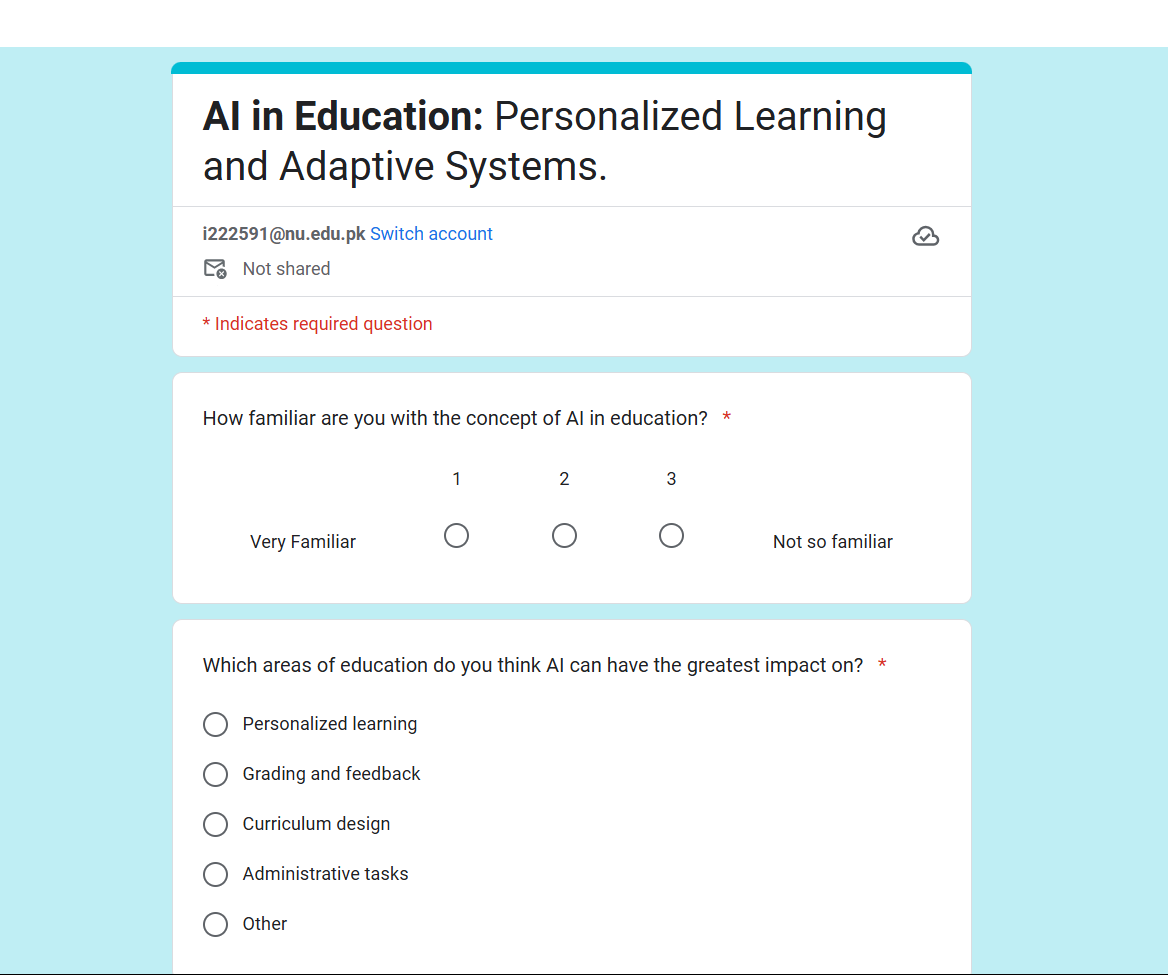 AI in Education: Personalized Learning
and Adaptive Systems.
i222591@nu.edu.pk Switch account
Not shared
* Indicates required question
How familiar are you with the concept of AI in education? *
1 2 3
Very Familiar Not so familiar
Which areas of education do you think AI can have the greatest impact on? *
Personalized learning
Grading and feedback
Curriculum design
Administrative tasks
Other